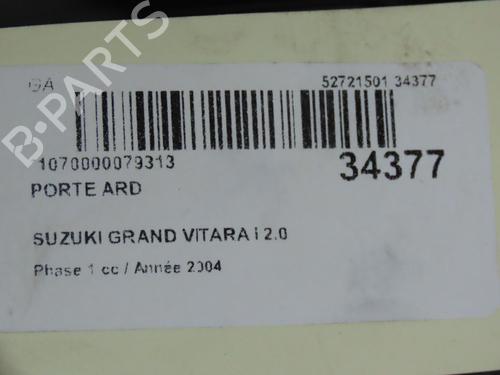 GA
52721501 34377
1070000079313
34377
PORTE ARD
SUZUKI GRAND VITARA I 2.0
Phase 1 cc / Année 2004
B-PARTS